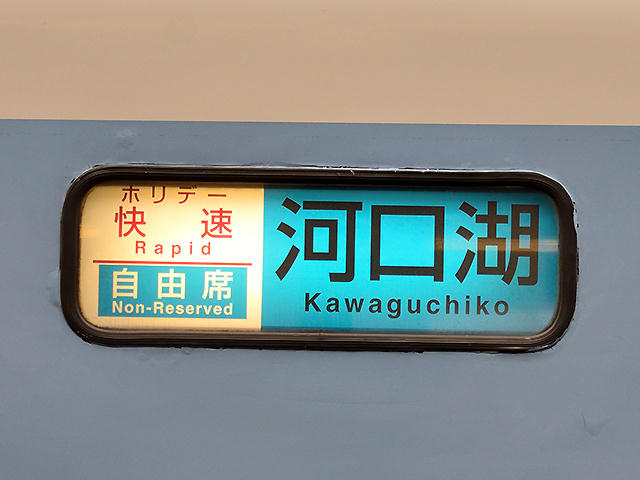 ホリデー
快速
Rapid
自由席
Non-Reserved
河口湖
Kawaguchiko